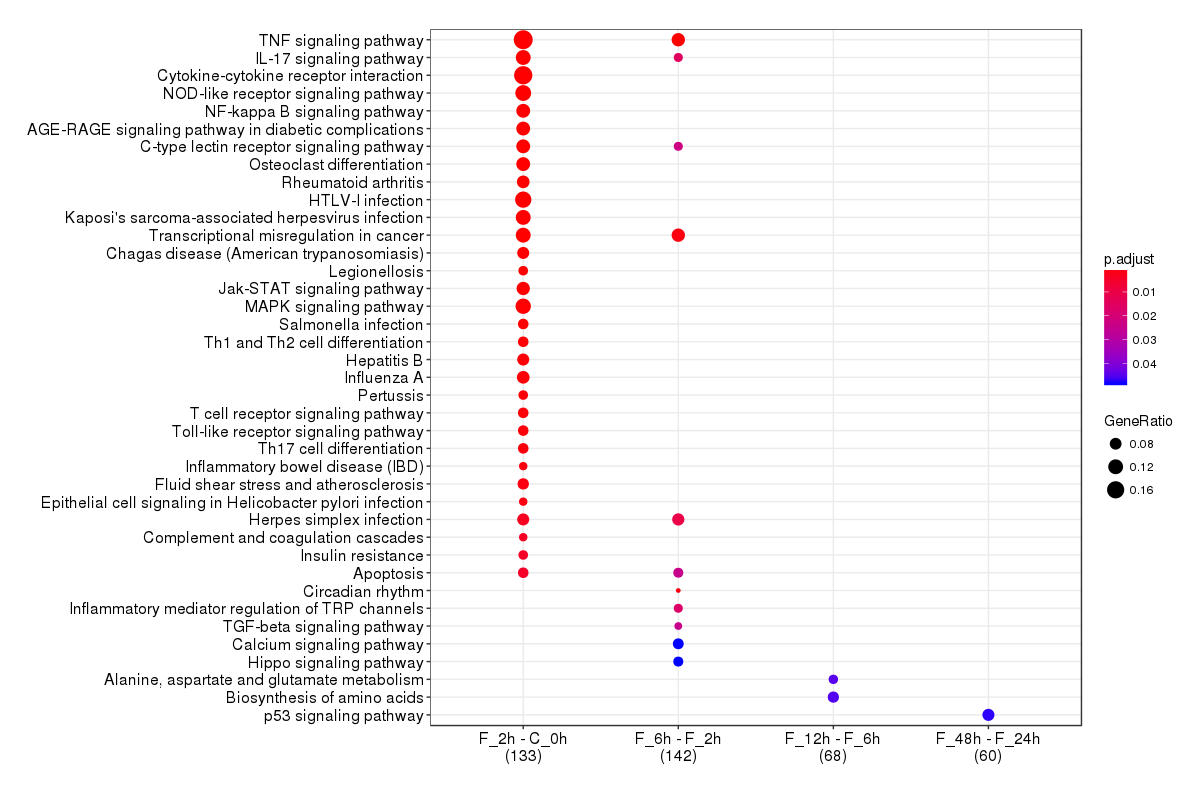 TNF signaling pathway
IL-17 signaling pathway
Cytokine-cytokine receptor interaction
NOD-like receptor signaling pathway
NF-kappa B signaling pathway
AGE-RAGE signaling pathway in diabetic complications
C-type lectin receptor signaling pathway
Osteoclast differentiation
Rheumatoid arthritis
HTLV-I infection
Kaposi's sarcoma-associated herpesvirus infection
Transcriptional misregulation in cancer
Chagas disease (American trypanosomiasis)
Legionellosis
Jak-STAT signaling pathway
MAPK signaling pathway
Salmonella infection
Th1 and Th2 cell differentiation
Hepatitis B
Influenza A
Pertussis
T cell receptor signaling pathway
Toll-like receptor signaling pathway
Th17 cell differentiation
Inflammatory bowel disease (IBD)
Fluid shear stress and atherosclerosis
Epithelial cell signaling in Helicobacter pylori infection
Herpes simplex infection
Complement and coagulation cascades
Insulin resistance
Apoptosis
Circadian rhythm
Inflammatory mediator regulation of TRP channels
TGF-beta signaling pathway
Calcium signaling pathway
Hippo signaling pathway
Alanine, aspartate and glutamate metabolism
Biosynthesis of amino acids
p53 signaling pathway
F_2h - C_0h
(133)
F_6h - F_2h
(142)
F_12h - F_6h
(68)
F_48h - F_24h
(60)
p.adjust
0.01
0.02
0.03
0.04
GeneRatio
0.08
0.12
0.16